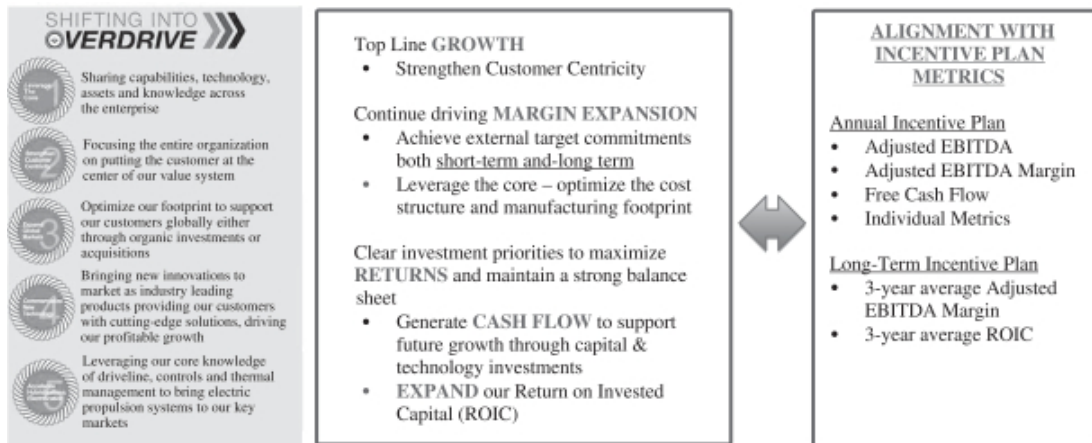 SHIFTING INTO
OVERDRIVE
Leverage
The
Core
1
Sharing capabilities, technology,
assets and knowledge across
the enterprise
2
Focusing the entire organization
on putting the customer at the
center of our value system
3
Optimize our footprint to support
our customers globally either
through organic investments or
acquisitions
4
Bringing new innovations to
market as industry leading
products providing our customers
with cutting-edge solutions, driving
our profitable growth
Leveraging our core knowledge
of driveline, controls and thermal
management to bring electric
propulsion systems to our key
markets
Top Line GROWTH
• Strengthen Customer Centricity
Continue driving MARGIN EXPANSION
• Achieve external target commitments
both short-term and-long term
• Leverage the core – optimize the cost
structure and manufacturing footprint
Clear investment priorities to maximize
RETURNS and maintain a strong balance
sheet
• Generate CASH FLOW to support
future growth through capital &
technology investments
• EXPAND our Return on Invested
Capital (ROIC)
ALIGNMENT WITH
INCENTIVE PLAN
METRICS
Annual Incentive Plan
• Adjusted EBITDA
• Adjusted EBITDA Margin
• Free Cash Flow
• Individual Metrics
Long-Term Incentive Plan
• 3-year average Adjusted
EBITDA Margin
• 3-year average ROIC